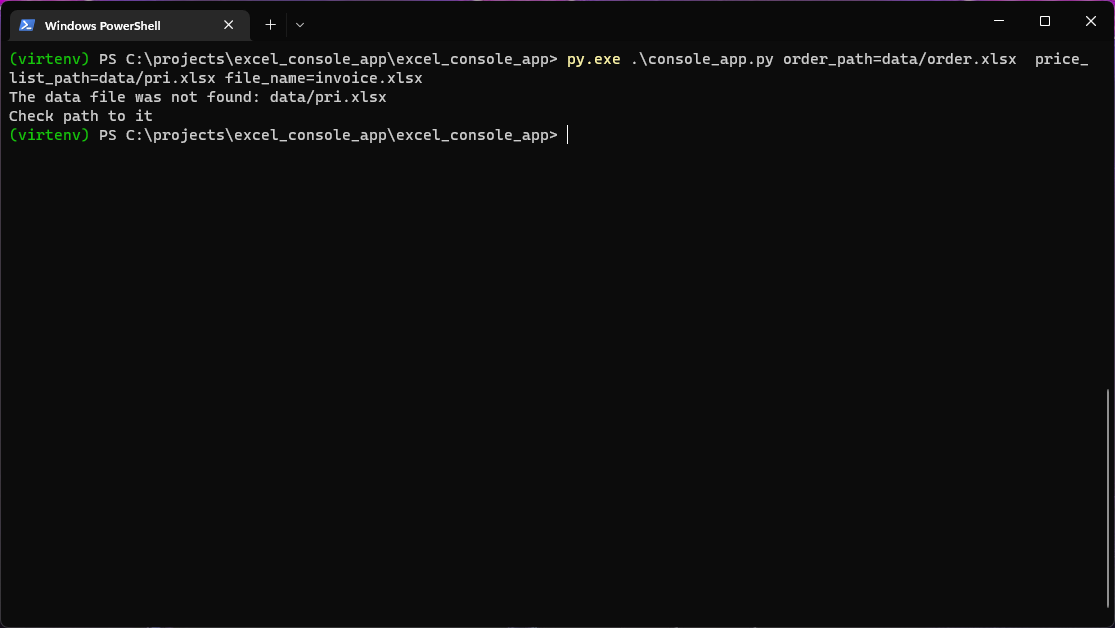 Windows PowerShell
(virtenv) PS C:\projects\excel_console_app\excel_console_app> py.exe .\console_app.py order_path=data/order.xlsx  price_
list_path=data/pri.xlsx file_name=invoice.xlsx
The data file was not found: data/pri.xlsx
Check path to it
(virtenv) PS C:\projects\excel_console_app\excel_console_app>